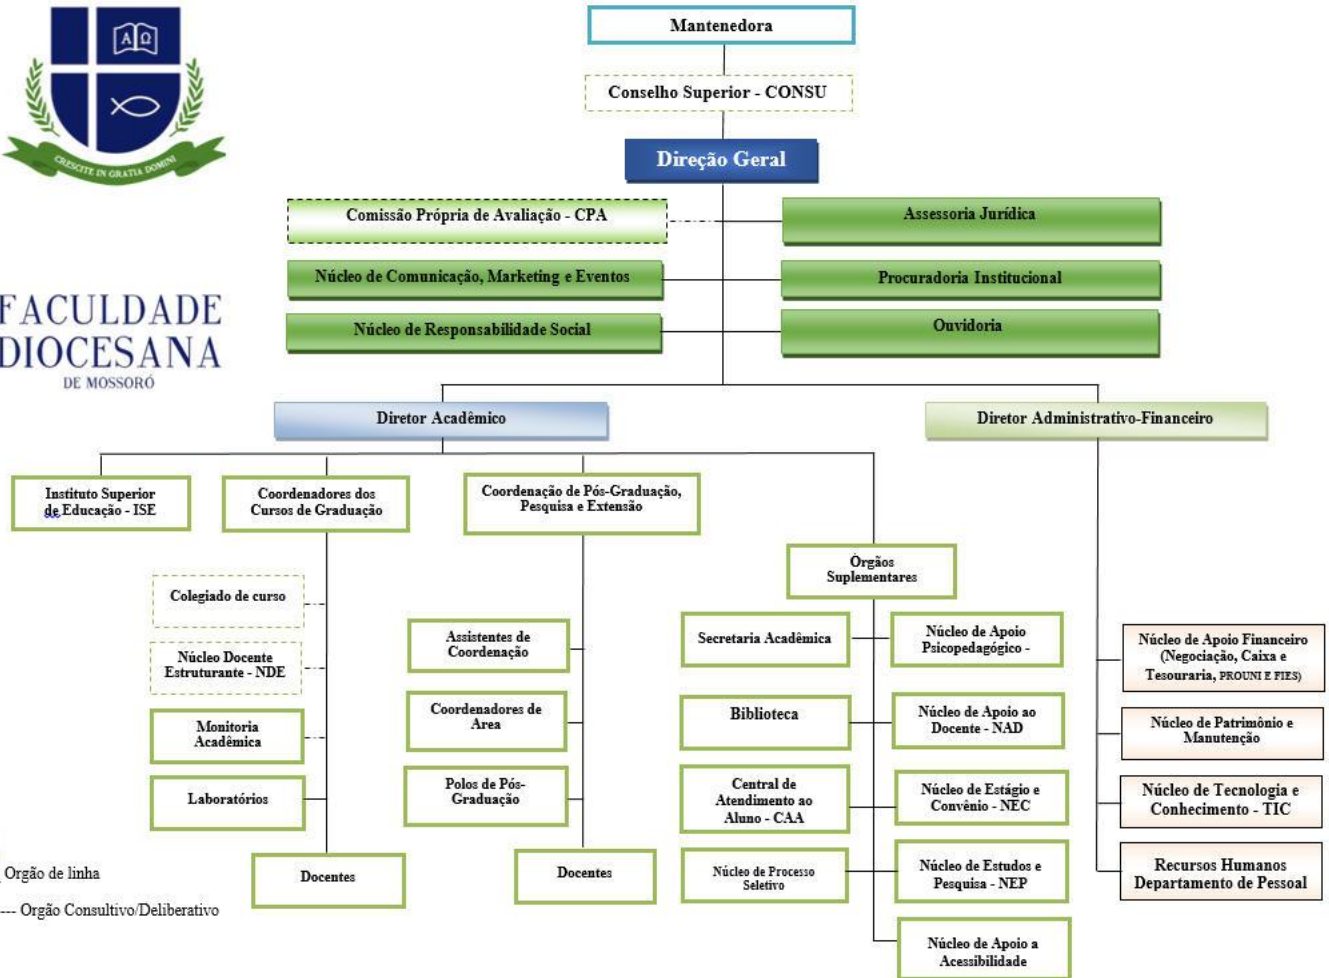 Mantenedora
Conselho Superior - CONSU
Direção Geral
Comissão Própria de Avaliação - CPA
Assessoria Jurídica
Núcleo de Comunicação, Marketing e Eventos
Procuradoria Institucional
Núcleo de Responsabilidade Social
Ouvidoria
ΑΩ
CRESCITE IN GRATIA DOMINI
FACULDADE
DIOCESANA
DE MOSSORÓ
Diretor Acadêmico
Diretor Administrativo-Financeiro
Instituto Superior
de Educação - ISE
Coordenadores dos
Cursos de Graduação
Coordenação de Pós-Graduação,
Pesquisa e Extensão
Órgãos
Suplementares
Colegiado de curso
Núcleo Docente
Estruturante - NDE
Monitoria
Acadêmica
Laboratórios
Docentes
Assistentes de
Coordenação
Coordenadores de
Area
Polos de Pós-
Graduação
Docentes
Secretaria Acadêmica
Núcleo de Apoio
Psicopedagógico -
Biblioteca
Núcleo de Apoio ao
Docente - NAD
Central de
Atendimento ao
Aluno - CAA
Núcleo de Estágio e
Convênio - NEC
Núcleo de Processo
Seletivo
Núcleo de Estudos e
Pesquisa - NEP
Núcleo de Apoio a
Acessibilidade
Núcleo de Apoio Financeiro
(Negociação, Caixa e
Tesouraria, PROUNI E FIES)
Núcleo de Patrimônio e
Manutenção
Núcleo de Tecnologia e
Conhecimento - TIC
Recursos Humanos
Departamento de Pessoal
Orgão de linha
--- Orgão Consultivo/Deliberativo